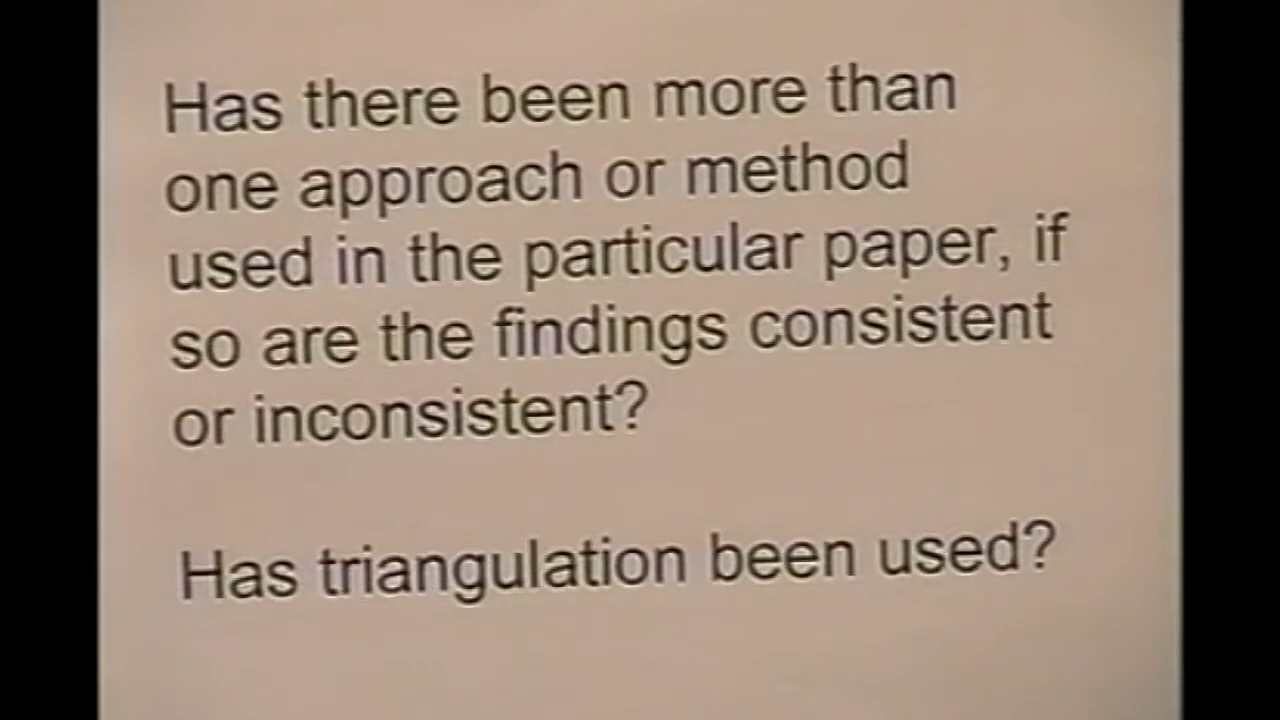 Has there been more than
one approach or method
used in the particular paper, if
so are the findings consistent
or inconsistent?
Has triangulation been used?